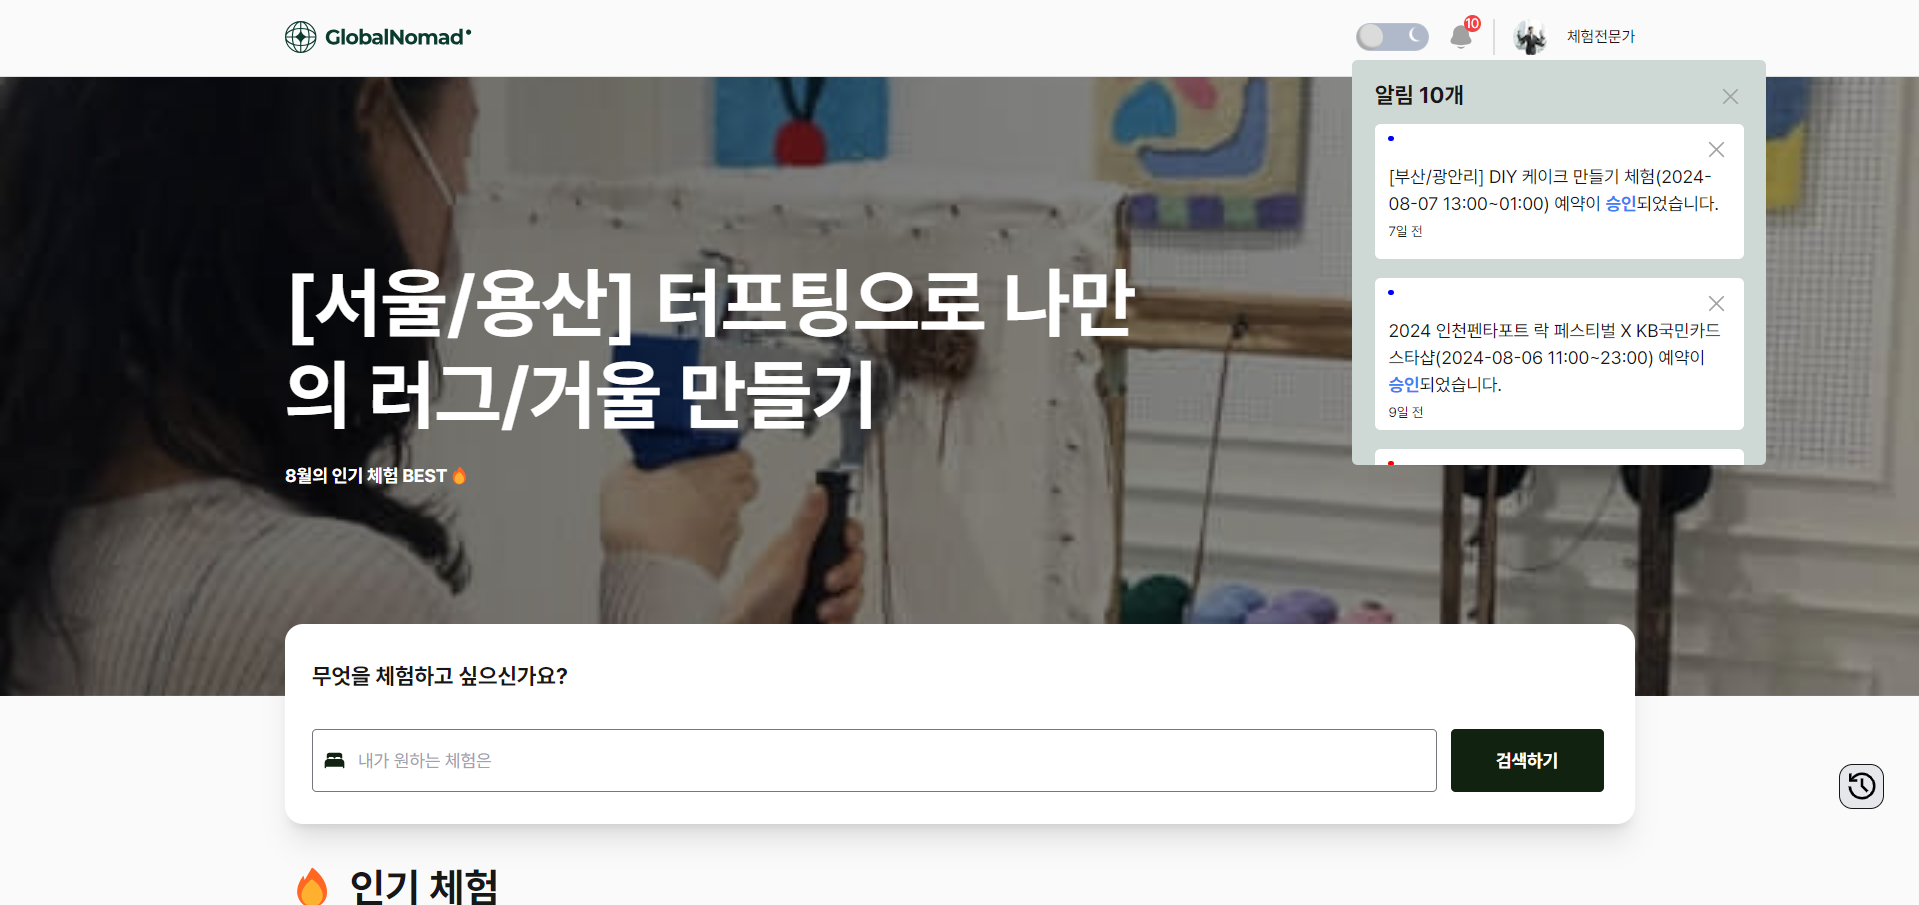 GlobalNomad
10
체험전문가
알림 10개
[부산/광안리] DIY 케이크 만들기 체험(2024-
08-07 13:00~01:00) 예약이 승인되었습니다.
7일 전
2024 인천펜타포트 락 페스티벌 X KB국민카드
스타샵(2024-08-06 11:00~23:00) 예약이
승인되었습니다.
9일 전
[서울/용산] 터프팅으로 나만
의 러그/거울 만들기
8월의 인기 체험 BEST🔥
무엇을 체험하고 싶으신가요?
내가 원하는 체험은
검색하기
🔥 인기 체험